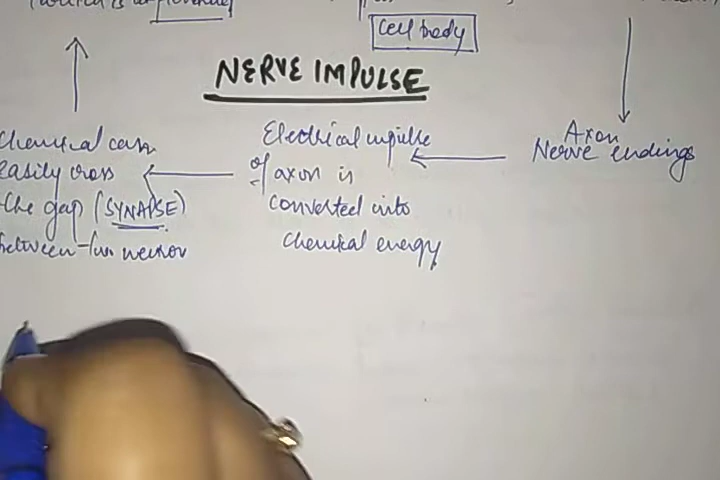 cell body
NERVE IMPULSE
Axon
Nerve endings
Electrical impulse
of axon is
converted into
chemical energy
Chemical can
easily cross
the gap (SYNAPSE)
between two neuron